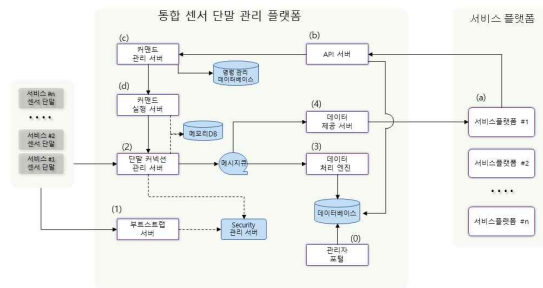 통합 센서 단말 관리 플랫폼
서비스 플랫폼
(c)
커맨드
관리 서버
(b)
API 서버
명령 관리
데이터베이스
(d)
커맨드
실행 서버
메모리DB
서비스 #n
센서 단말
• • • •
서비스 #2
센서 단말
서비스 #1
센서 단말
(2)
단말 커넥션
관리 서버
메시지큐
(4)
데이터
제공 서버
(3)
데이터
처리 엔진
(a)
서비스플랫폼 #1
서비스플랫폼 #2
• • • •
서비스플랫폼 #n
(1)
부트스트랩
서버
Security
관리 서버
데이터베이스
(0)
관리자
포털